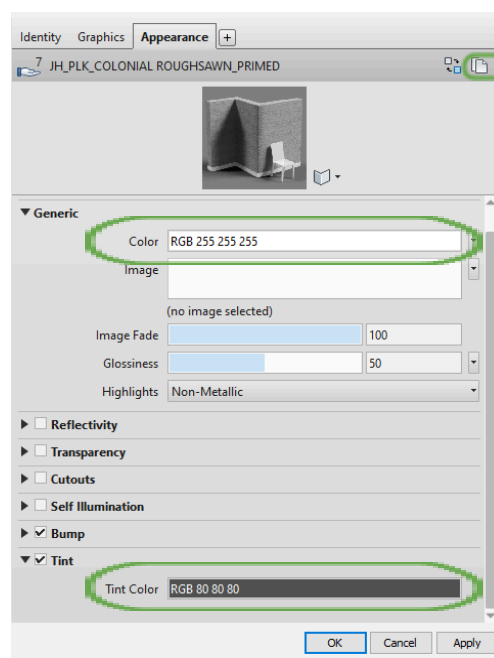 Identity Graphics Appearance +
7 JH_PLK_COLONIAL ROUGHSAWN_PRIMED
Generic
Color RGB 255 255 255
Image
(no image selected)
Image Fade 100
Glossiness 50
Highlights Non-Metallic
Reflectivity
Transparency
Cutouts
Self Illumination
Bump
Tint
Tint Color RGB 80 80 80
OK Cancel Apply